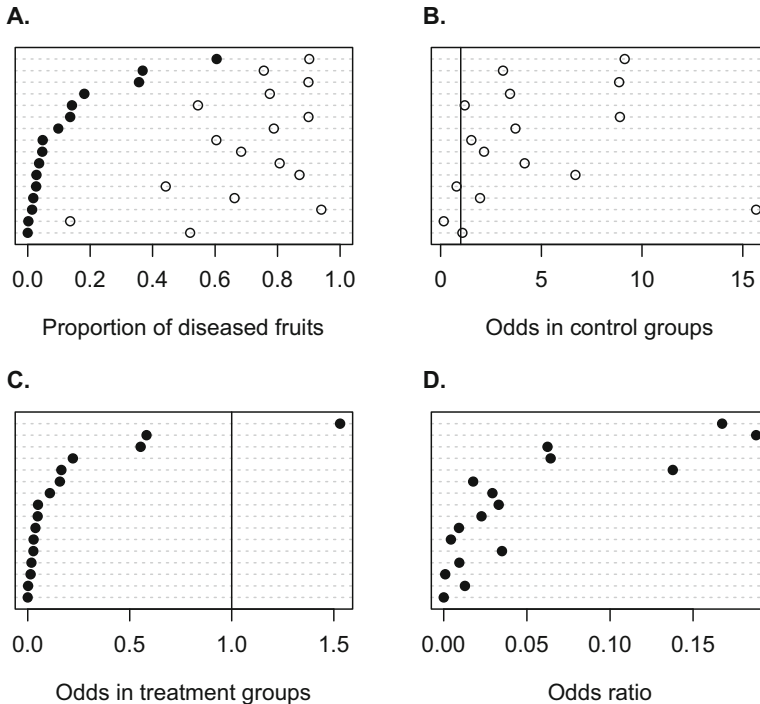 A.
0.0 0.2 0.4 0.6 0.8 1.0
Proportion of diseased fruits
B.
0 5 10 15
Odds in control groups
C.
0.0 0.5 1.0 1.5
Odds in treatment groups
D.
0.00 0.05 0.10 0.15
Odds ratio